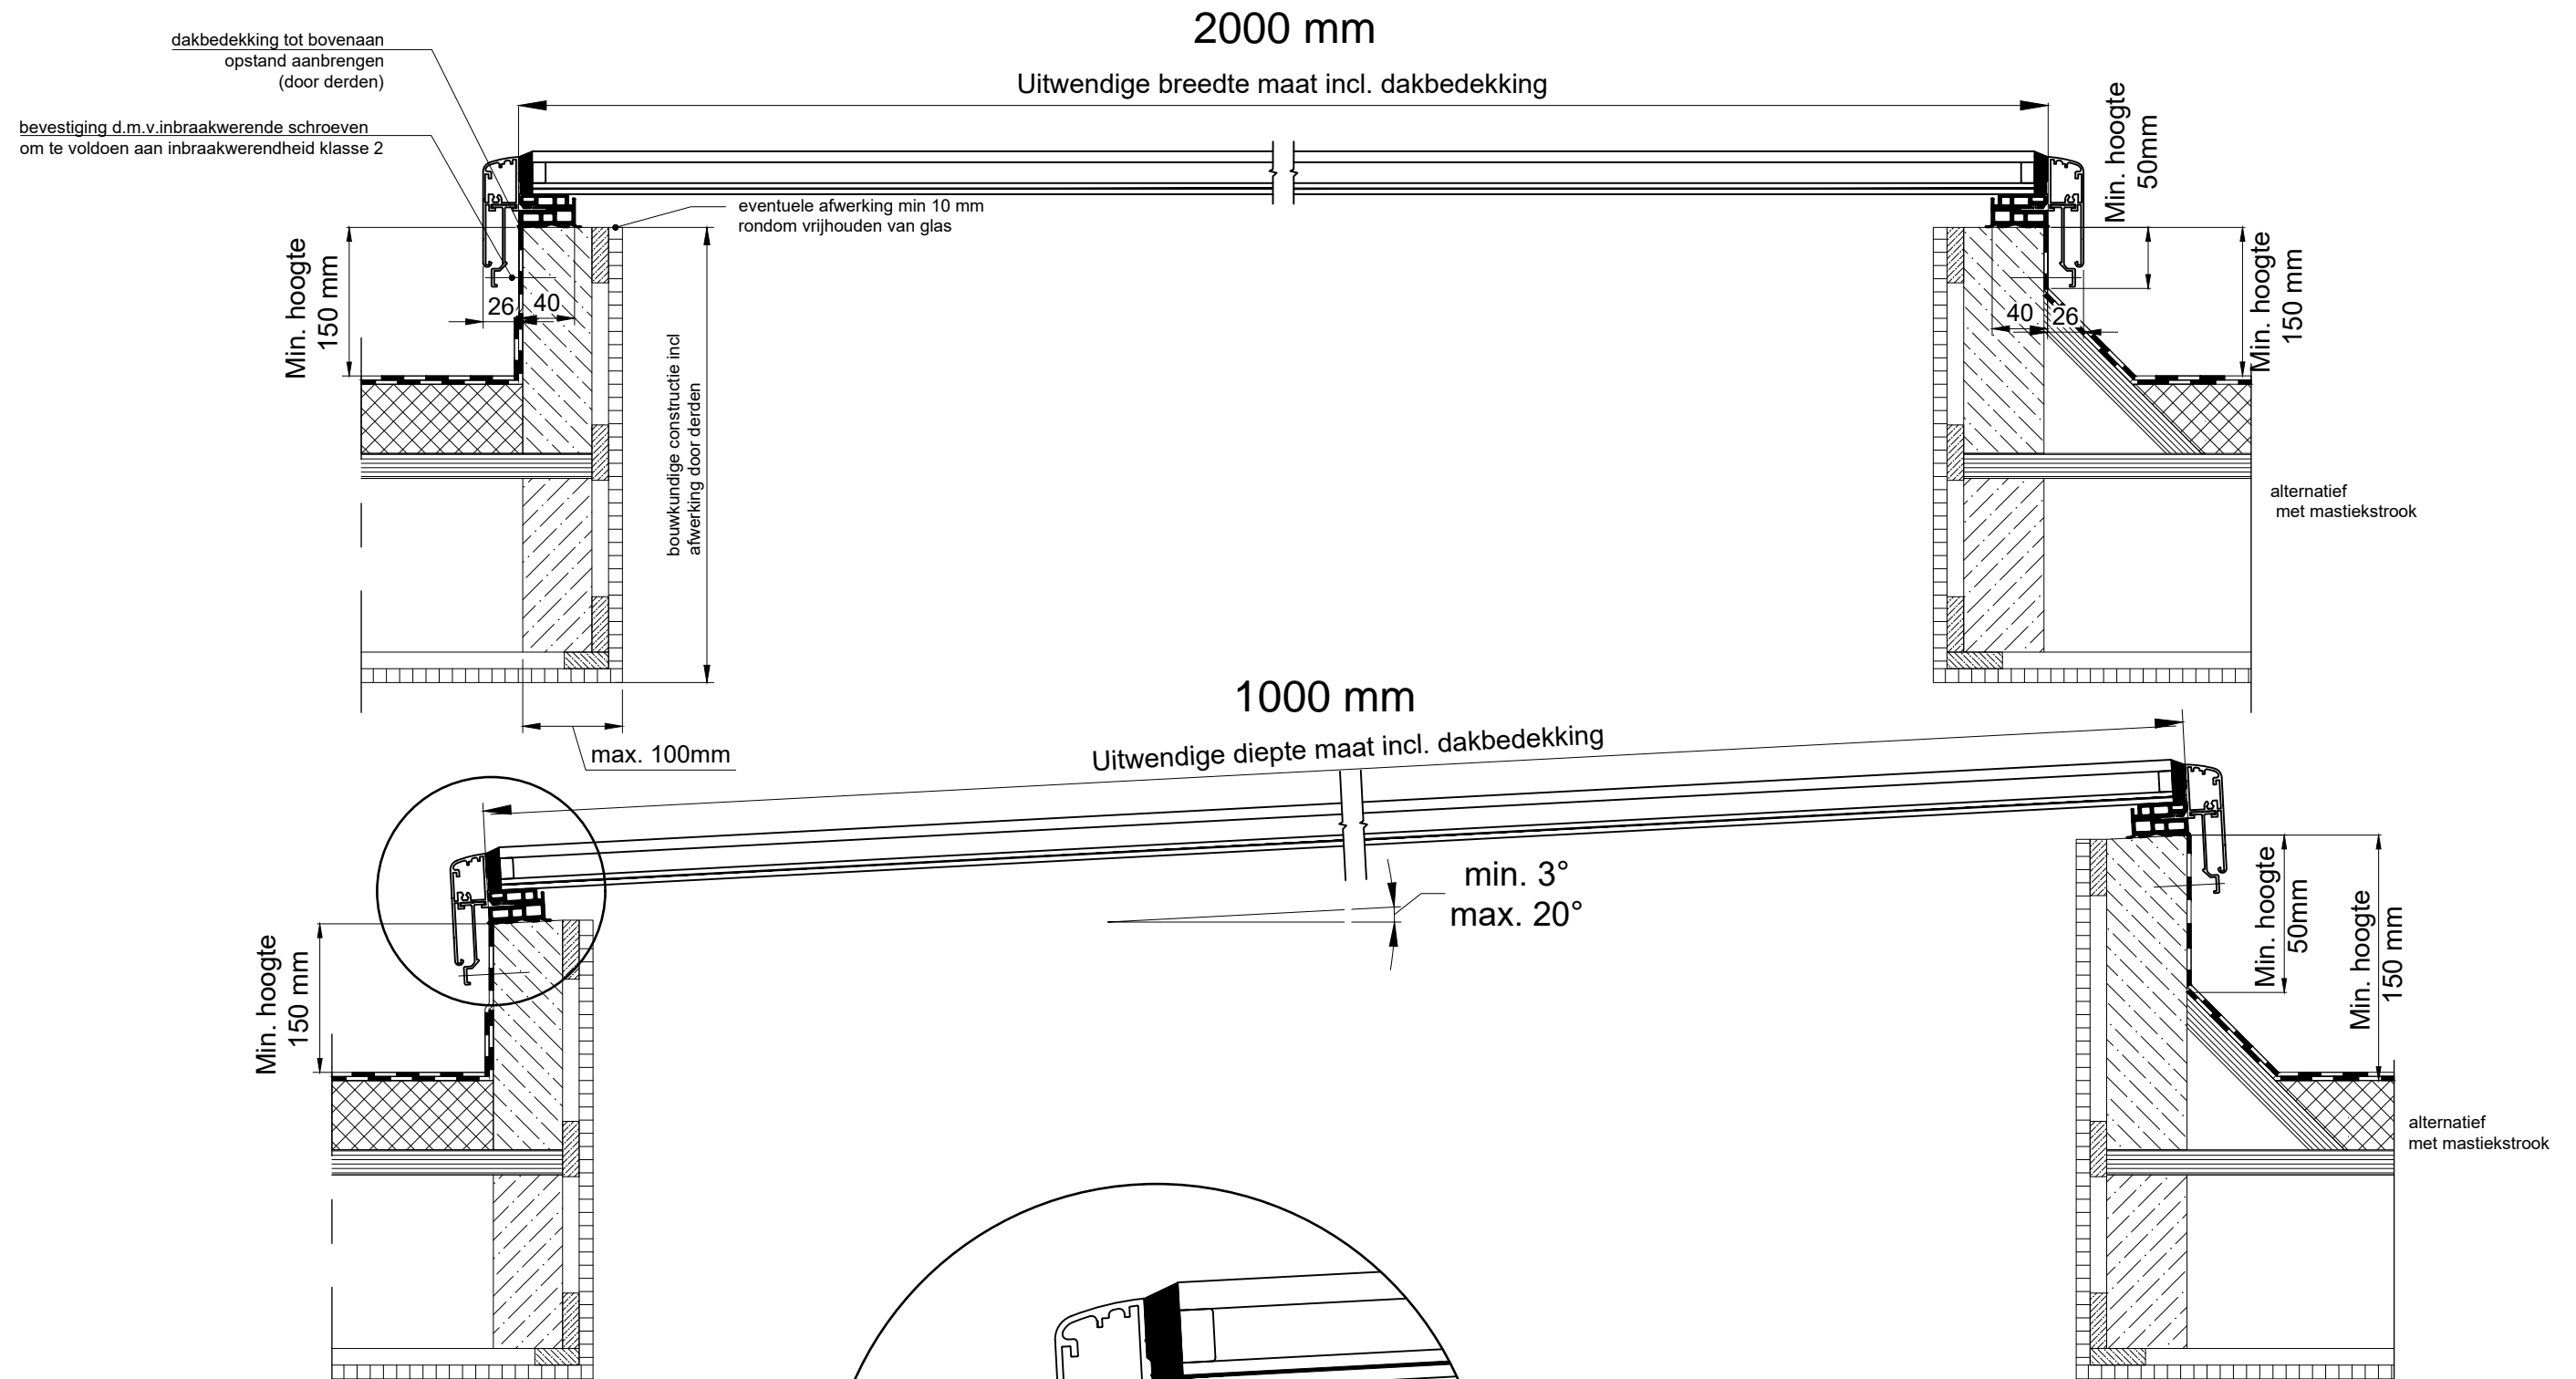 2000 mm
Uitwendige breedte maat incl. dakbedekking
dakbedekking tot bovenaan
opstand aanbrengen
(door derden)
bevestiging d.m.v.inbraakwerende schroeven
om te voldoen aan inbraakwerendheid klasse 2
eventuele afwerking min 10 mm
rondom vrijhouden van glas
Min. hoogte
50mm
Min. hoogte
150 mm
26
40
bouwkundige constructie incl
afwerking door derden
40
26
Min. hoogte
150 mm
alternatief
met mastiekstrook
max. 100mm
1000 mm
Uitwendige diepte maat incl. dakbedekking
min. 3°
max. 20°
Min. hoogte
150 mm
Min. hoogte
50mm
Min. hoogte
150 mm
alternatief
met mastiekstrook